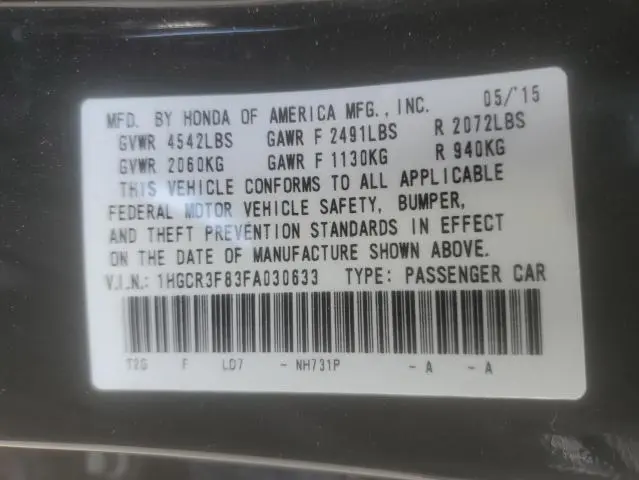 MFD. BY HONDA OF AMERICA MFG., INC. 05/'15
GVWR 4542LBS GAWR F 2491LBS R 2072LBS
GVWR 2060KG GAWR F 1130KG R 940KG
THIS VEHICLE CONFORMS TO ALL APPLICABLE
FEDERAL MOTOR VEHICLE SAFETY, BUMPER,
AND THEFT PREVENTION STANDARDS IN EFFECT
ON THE DATE OF MANUFACTURE SHOWN ABOVE.
V.I.N.: 1HGCR3F83FA030633 TYPE: PASSENGER CAR
T2G F LD7 - NH731P - A - A